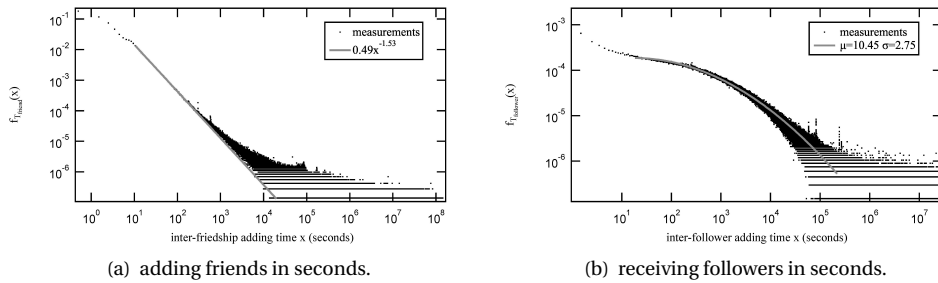 10^-1
10^-2
10^-3
10^-4
10^-5
10^-6
f_T_friend(x)
measurements
0.49x^-1.53
10^0 10^1 10^2 10^3 10^4 10^5 10^6 10^7 10^8
inter-friedship adding time x (seconds)
(a) adding friends in seconds.
10^-3
10^-4
10^-5
10^-6
f_T_follower(x)
measurements
μ=10.45 σ=2.75
10^1 10^2 10^3 10^4 10^5 10^6 10^7
inter-follower adding time x (seconds)
(b) receiving followers in seconds.